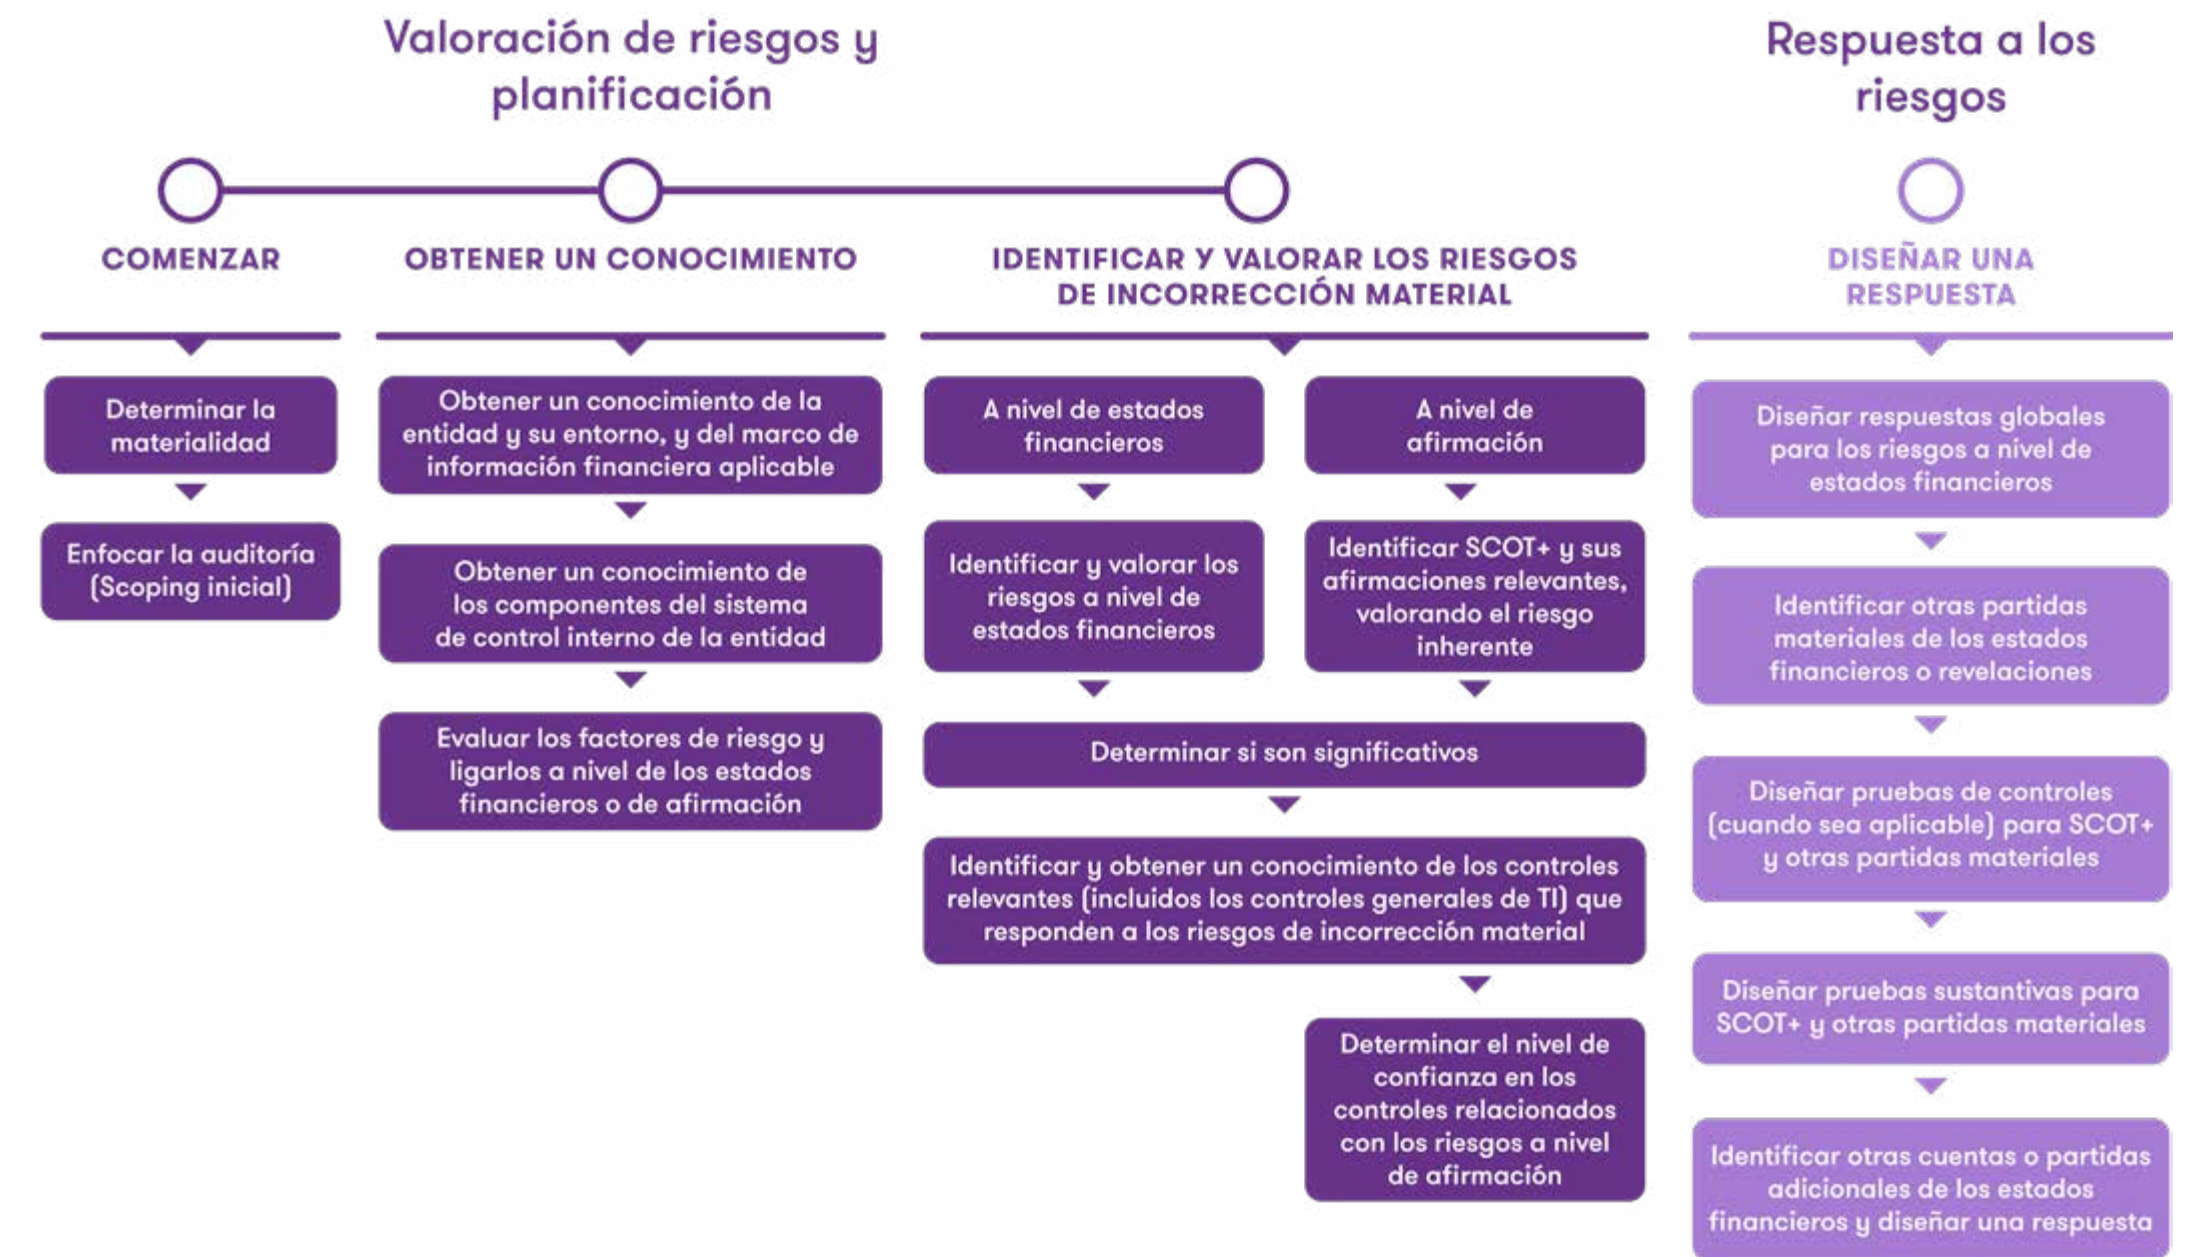 Valoración de riesgos y
planificación
Respuesta a los
riesgos
COMENZAR
OBTENER UN CONOCIMIENTO
IDENTIFICAR Y VALORAR LOS RIESGOS
DE INCORRECCIÓN MATERIAL
DISEÑAR UNA
RESPUESTA
Determinar la
materialidad
Enfocar la auditoría
(Scoping inicial)
Obtener un conocimiento de la
entidad y su entorno, y del marco de
información financiera aplicable
Obtener un conocimiento de
los componentes del sistema
de control interno de la entidad
Evaluar los factores de riesgo y
ligarlos a nivel de los estados
financieros o de afirmación
A nivel de estados
financieros
Identificar y valorar los
riesgos a nivel de
estados financieros
A nivel de
afirmación
Identificar SCOT+ y sus
afirmaciones relevantes,
valorando el riesgo
inherente
Determinar si son significativos
Identificar y obtener un conocimiento de los controles
relevantes (incluidos los controles generales de TI) que
responden a los riesgos de incorrección material
Determinar el nivel de
confianza en los
controles relacionados
con los riesgos a nivel
de afirmación
Diseñar respuestas globales
para los riesgos a nivel de
estados financieros
Identificar otras partidas
materiales de los estados
financieros o revelaciones
Diseñar pruebas de controles
(cuando sea aplicable) para SCOT+
y otras partidas materiales
Diseñar pruebas sustantivas para
SCOT+ y otras partidas materiales
Identificar otras cuentas o partidas
adicionales de los estados
financieros y diseñar una respuesta